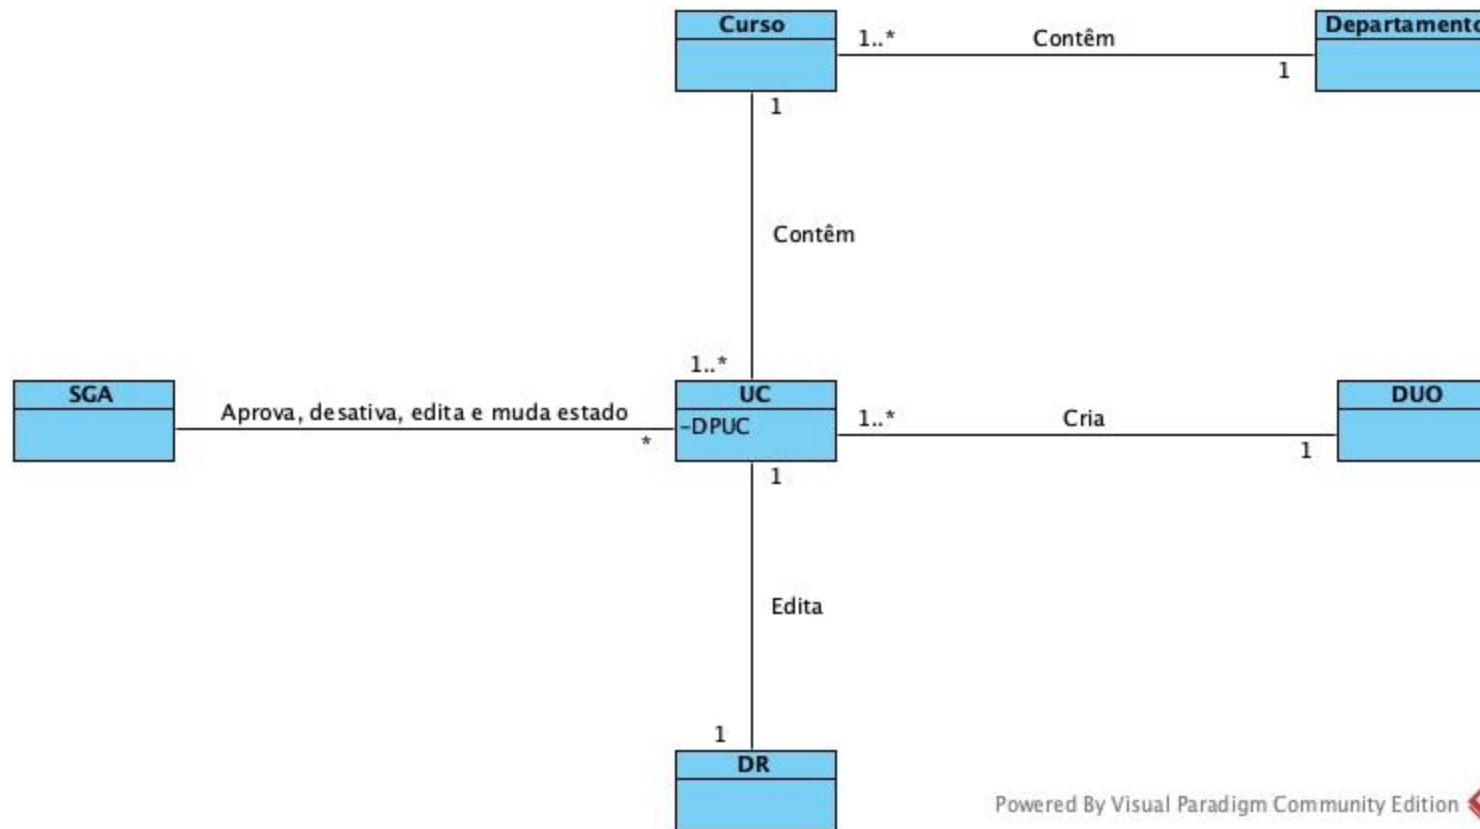 Curso
1..*
Contêm
Departamento
1
1
Contêm
1..*
SGA
Aprova, desativa, edita e muda estado
*
UC
-DPUC
1..*
Cria
1
DUO
1
Edita
1
DR
Powered By Visual Paradigm Community Edition